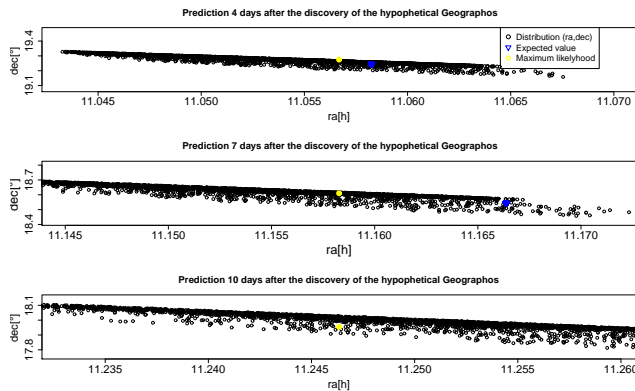 Prediction 4 days after the discovery of the hypophetical Geographos
dec[°]
19.1
19.4
Distribution (ra,dec)
Expected value
Maximum likelyhood
11.045 11.050 11.055 11.060 11.065 11.070
ra[h]
Prediction 7 days after the discovery of the hypophetical Geographos
dec[°]
18.4
18.7
11.145 11.150 11.155 11.160 11.165 11.170
ra[h]
Prediction 10 days after the discovery of the hypophetical Geographos
dec[°]
17.8
18.1
11.235 11.240 11.245 11.250 11.255 11.260
ra[h]